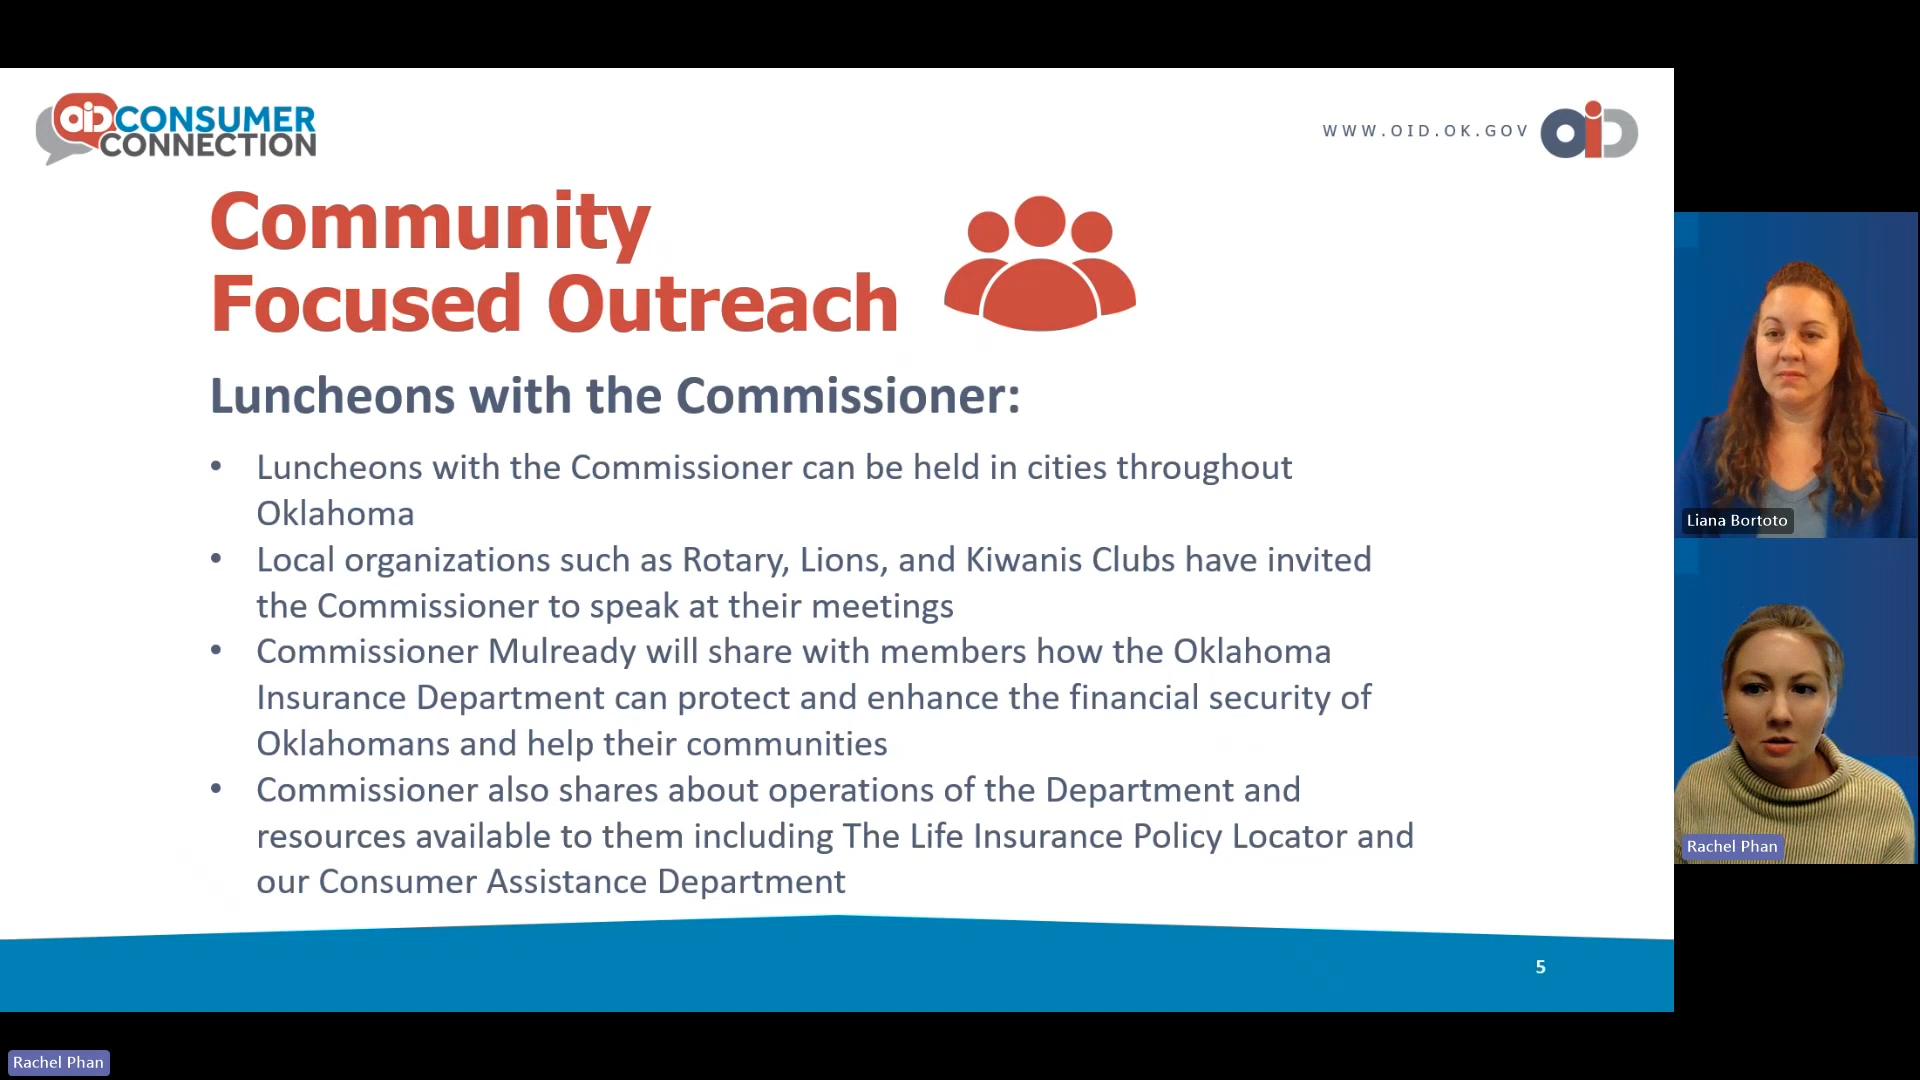 OID CONSUMER
CONNECTION
WWW.OID.OK.GOV OID
Community
Focused Outreach
Luncheons with the Commissioner:
• Luncheons with the Commissioner can be held in cities throughout
Oklahoma
• Local organizations such as Rotary, Lions, and Kiwanis Clubs have invited
the Commissioner to speak at their meetings
• Commissioner Mulready will share with members how the Oklahoma
Insurance Department can protect and enhance the financial security of
Oklahomans and help their communities
• Commissioner also shares about operations of the Department and
resources available to them including The Life Insurance Policy Locator and
our Consumer Assistance Department
5
Liana Bortoto
Rachel Phan
Rachel Phan